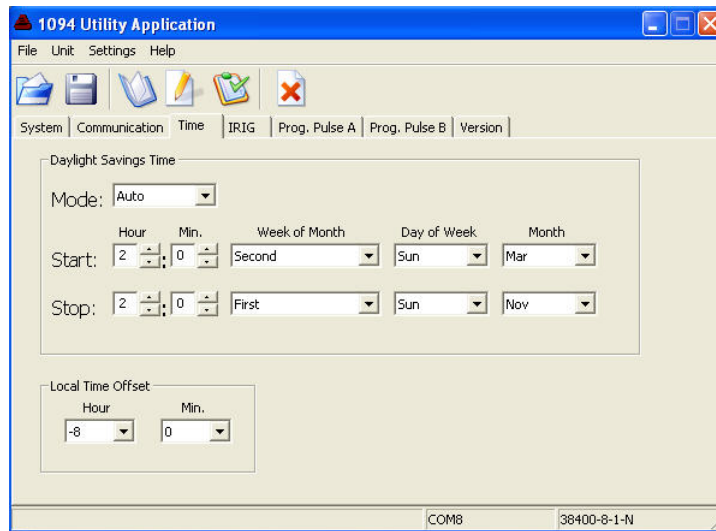 1094 Utility Application
File Unit Settings Help
System Communication Time IRIG Prog. Pulse A Prog. Pulse B Version
Daylight Savings Time
Mode: Auto
Hour Min. Week of Month Day of Week Month
Start: 2 : 0 Second Sun Mar
Stop: 2 : 0 First Sun Nov
Local Time Offset
Hour Min.
-8 0
COM8 38400-8-1-N